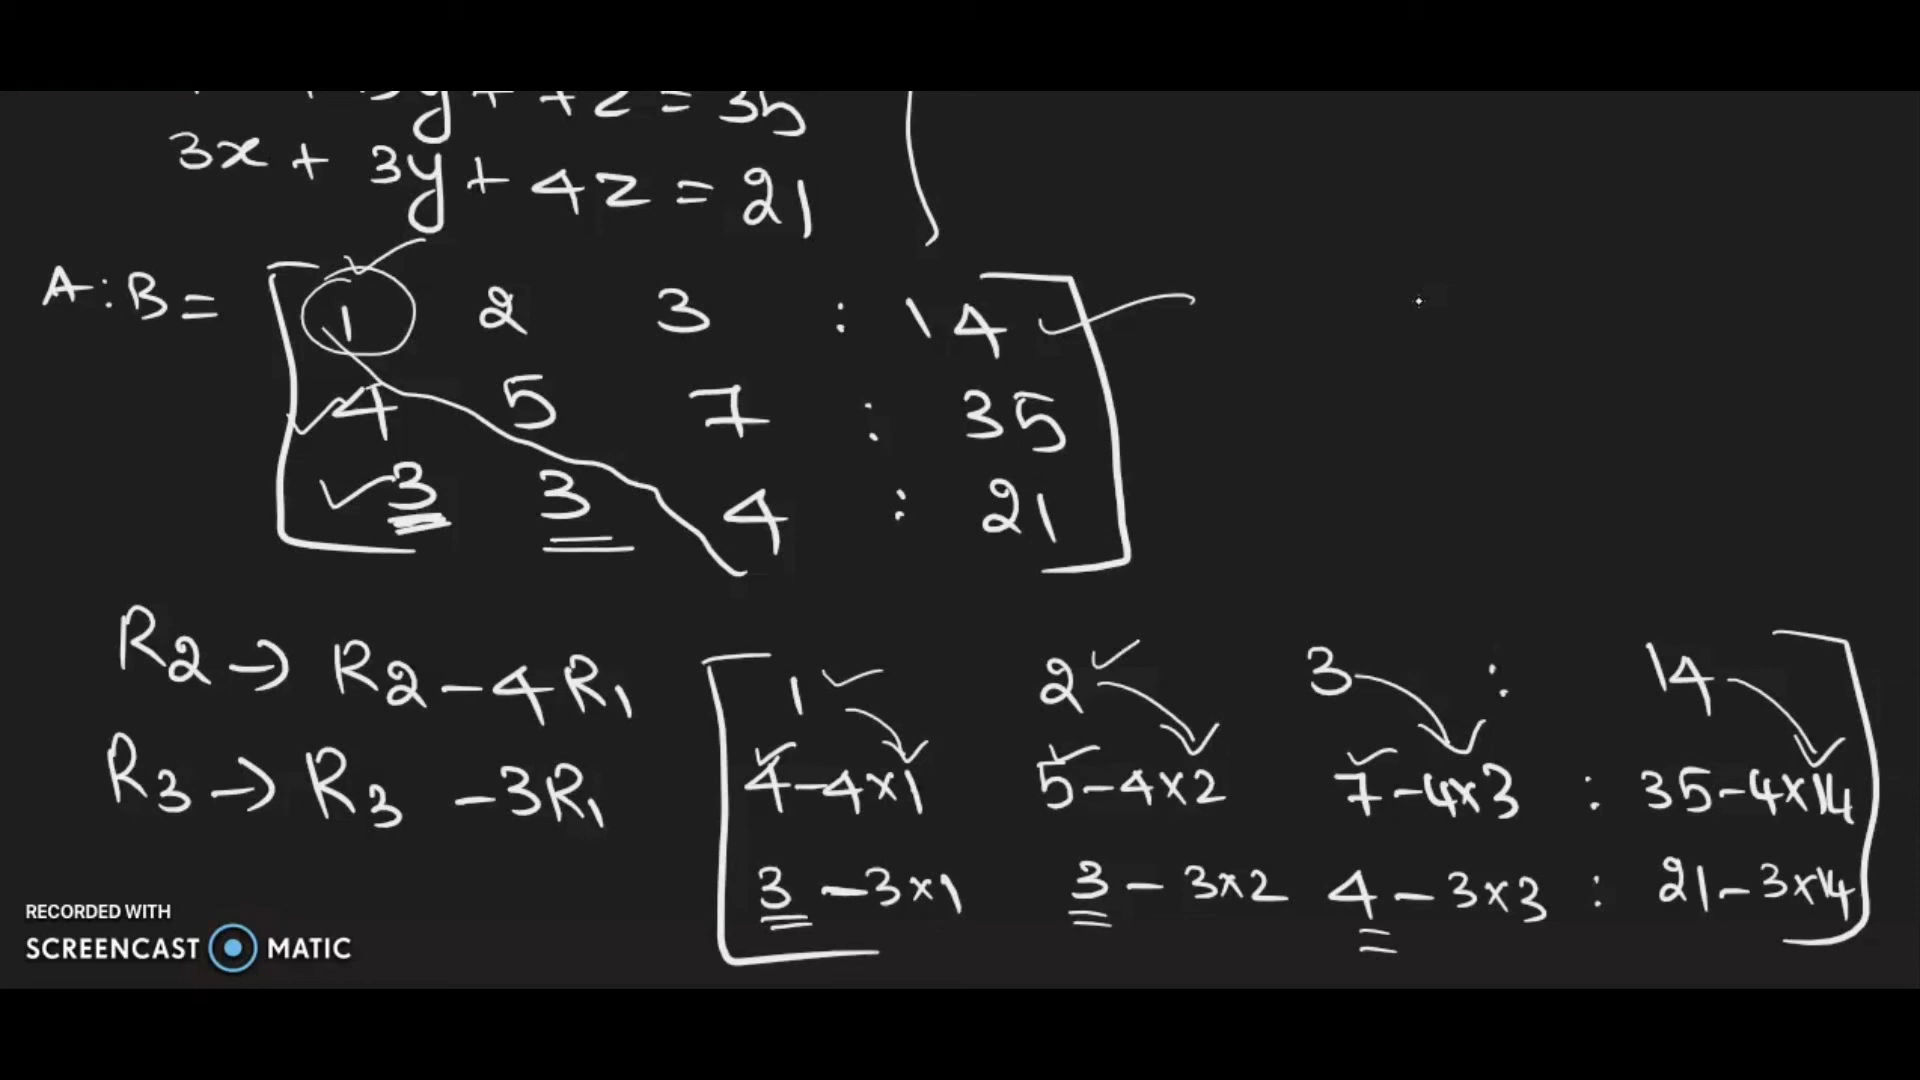 y + 7z = 35
3x + 3y + 4z = 21
A:B = [ 1 2 3 : 14
4 5 7 : 35
3 3 4 : 21 ]
R2 → R2 - 4R1
R3 → R3 - 3R1
[ 1 2 3 : 14
4-4×1 5-4×2 7-4×3 : 35-4×14
3-3×1 3-3×2 4-3×3 : 21-3×14 ]
RECORDED WITH
SCREENCAST MATIC